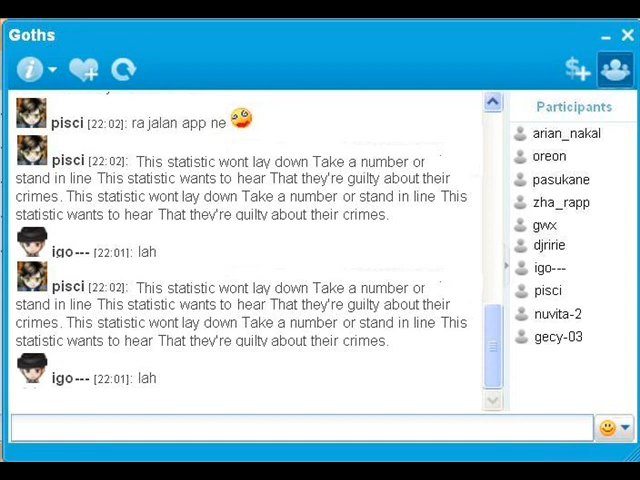 Goths
Participants
pisci [22:02]: ra jalan app ne
pisci [22:02]: This statistic wont lay down Take a number or
stand in line This statistic wants to hear That they're guilty about their
crimes. This statistic wont lay down Take a number or stand in line This
statistic wants to hear That they're guilty about their crimes.
igo--- [22:01]: lah
pisci [22:02]: This statistic wont lay down Take a number or
stand in line This statistic wants to hear That they're guilty about their
crimes. This statistic wont lay down Take a number or stand in line This
statistic wants to hear That they're guilty about their crimes.
igo--- [22:01]: lah
arian_nakal
oreon
pasukane
zha_rapp
gwx
djririe
igo---
pisci
nuvita-2
gecy-03